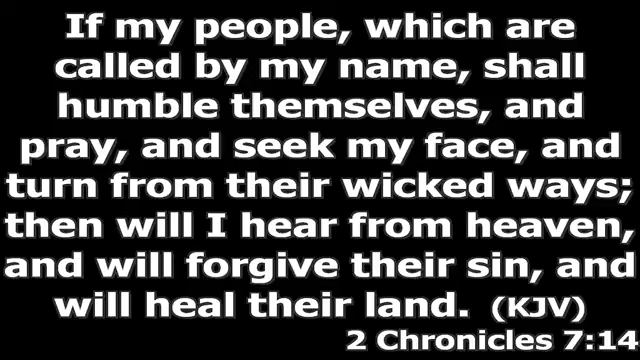 If my people, which are
called by my name, shall
humble themselves, and
pray, and seek my face, and
turn from their wicked ways;
then will I hear from heaven,
and will forgive their sin, and
will heal their land. (KJV)
2 Chronicles 7:14